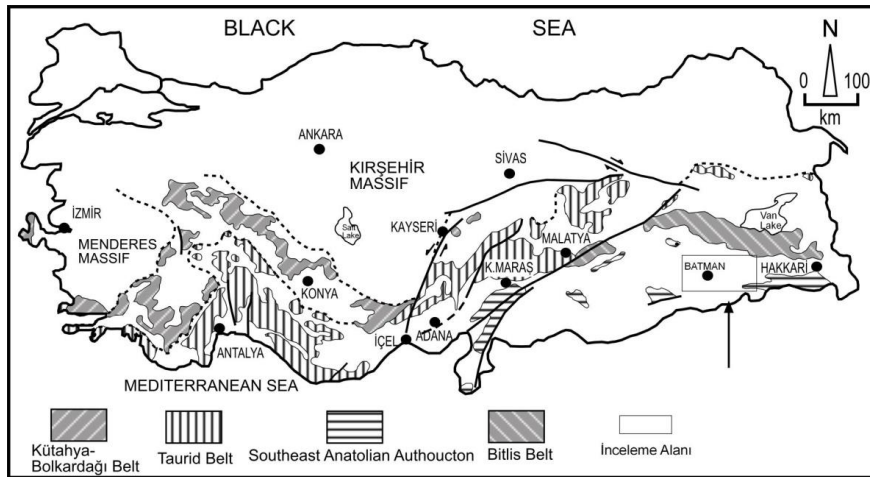 BLACK SEA
N
0 100
km
ANKARA
KIRŞEHİR
MASSIF
SİVAS
İZMİR
Salt
Lake
KAYSERİ
Van
Lake
MENDERES
MASSIF
MALATYA
KONYA
K.MARAŞ
BATMAN
HAKKARİ
ANTALYA
İÇEL
ADANA
MEDITERRANEAN SEA
Kütahya-
Bolkardağı Belt
Taurid Belt
Southeast Anatolian Authoucton
Bitlis Belt
İnceleme Alanı